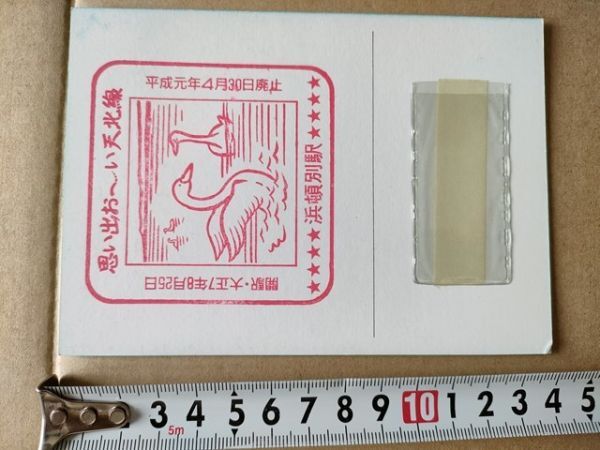 思い出お〜い天北線
平成元年4月30日廃止
★★★★★浜頓別駅★★★★★
開駅・大正7年8月25日
3 4 5 6 7 8 9 10 1 2 3 4 5
5m